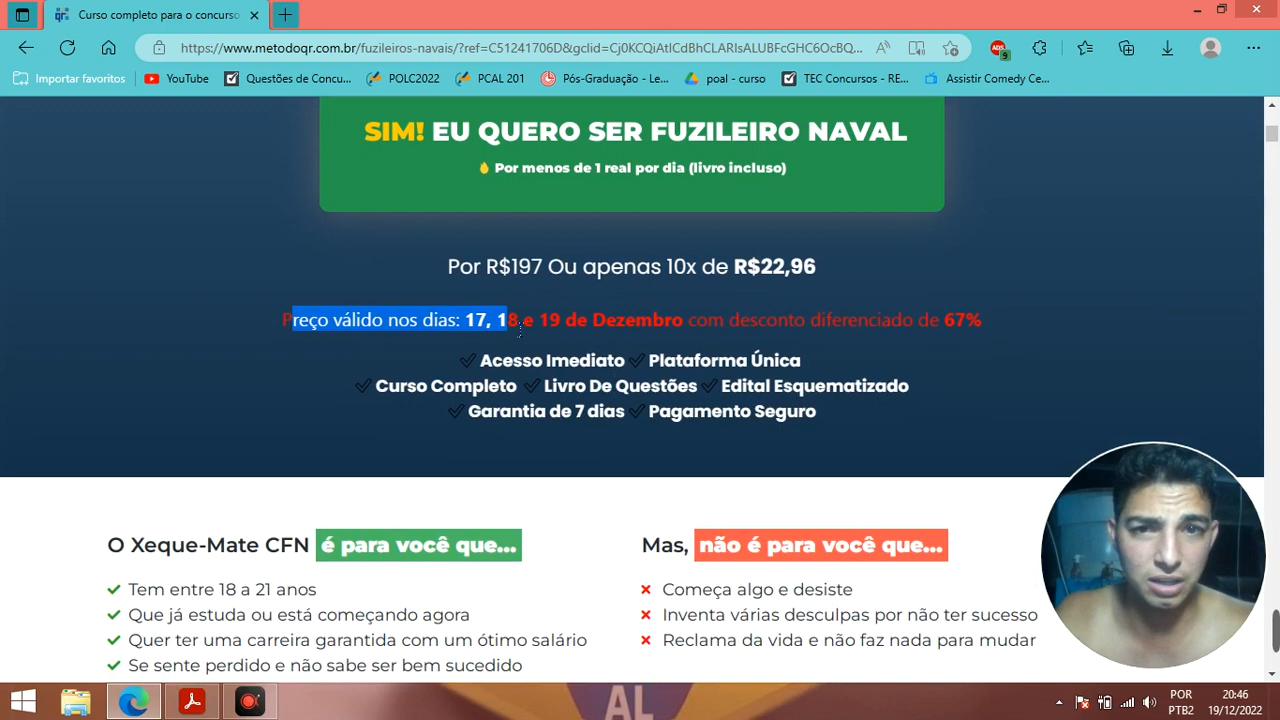 Curso completo para o concurso
https://www.metodoqr.com.br/fuzileiros-navais/?ref=C51241706D&gclid=Cj0KCQiAtICdBhCLARIsALUBFcGHC6OcBQ...
Importar favoritos
YouTube
Questões de Concu...
POLC2022
PCAL 201
Pós-Graduação - Le...
poal - curso
TEC Concursos - RE...
Assistir Comedy Ce...
SIM! EU QUERO SER FUZILEIRO NAVAL
Por menos de 1 real por dia (livro incluso)
Por R$197 Ou apenas 10x de R$22,96
Preço válido nos dias: 17, 18 e 19 de Dezembro com desconto diferenciado de 67%
Acesso Imediato Plataforma Única
Curso Completo Livro De Questões Edital Esquematizado
Garantia de 7 dias Pagamento Seguro
O Xeque-Mate CFN é para você que...
Tem entre 18 a 21 anos
Que já estuda ou está começando agora
Quer ter uma carreira garantida com um ótimo salário
Se sente perdido e não sabe ser bem sucedido
Mas, não é para você que...
Começa algo e desiste
Inventa várias desculpas por não ter sucesso
Reclama da vida e não faz nada para mudar
AL
POR
PTB2
20:46
19/12/2022